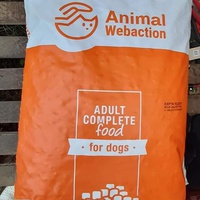 Animal
Webaction
ADULT
COMPLETE
food
for dogs